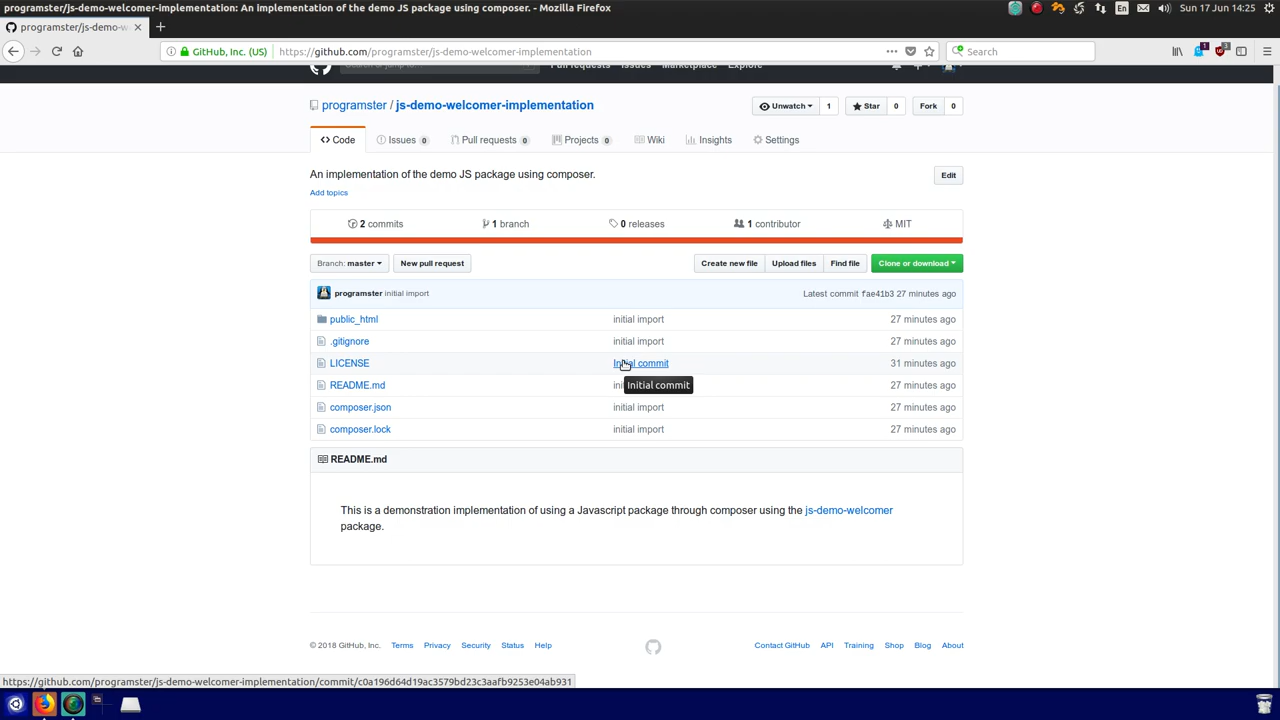 programster/js-demo-welcomer-implementation: An implementation of the demo JS package using composer. - Mozilla Firefox
En
Sun 17 Jun 14:25
programster/js-demo-w
GitHub, Inc. (US)
https://github.com/programster/js-demo-welcomer-implementation
Search
1
3
Pull requests Issues Marketplace Explore
programster / js-demo-welcomer-implementation
Unwatch 1
Star 0
Fork 0
Code
Issues 0
Pull requests 0
Projects 0
Wiki
Insights
Settings
An implementation of the demo JS package using composer.
Edit
Add topics
2 commits
1 branch
0 releases
1 contributor
MIT
Branch: master
New pull request
Create new file
Upload files
Find file
Clone or download
programster initial import
Latest commit fae41b3 27 minutes ago
public_html initial import 27 minutes ago
.gitignore initial import 27 minutes ago
LICENSE Initial commit 31 minutes ago
README.md ini 27 minutes ago
Initial commit
composer.json initial import 27 minutes ago
composer.lock initial import 27 minutes ago
README.md
This is a demonstration implementation of using a Javascript package through composer using the js-demo-welcomer
package.
© 2018 GitHub, Inc. Terms Privacy Security Status Help
Contact GitHub API Training Shop Blog About
https://github.com/programster/js-demo-welcomer-implementation/commit/c0a196d64d19ac3579bd23c3aafb9253e04ab931